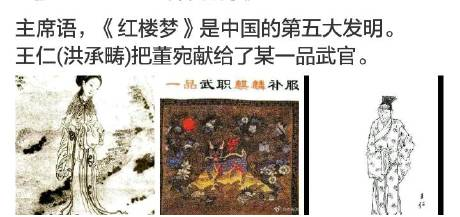 主席语，《红楼梦》是中国的第五大发明。
王仁(洪承畴)把董宛献给了某一品武官。
一品武职麒麟补服
王仁